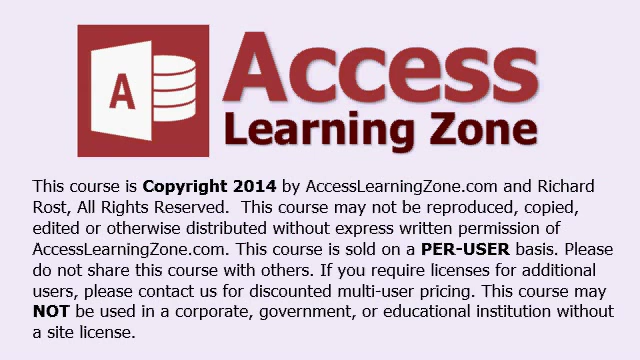 A
Access
Learning Zone
This course is Copyright 2014 by AccessLearningZone.com and Richard
Rost, All Rights Reserved.  This course may not be reproduced, copied,
edited or otherwise distributed without express written permission of
AccessLearningZone.com. This course is sold on a PER-USER basis. Please
do not share this course with others. If you require licenses for additional
users, please contact us for discounted multi-user pricing. This course may
NOT be used in a corporate, government, or educational institution without
a site license.